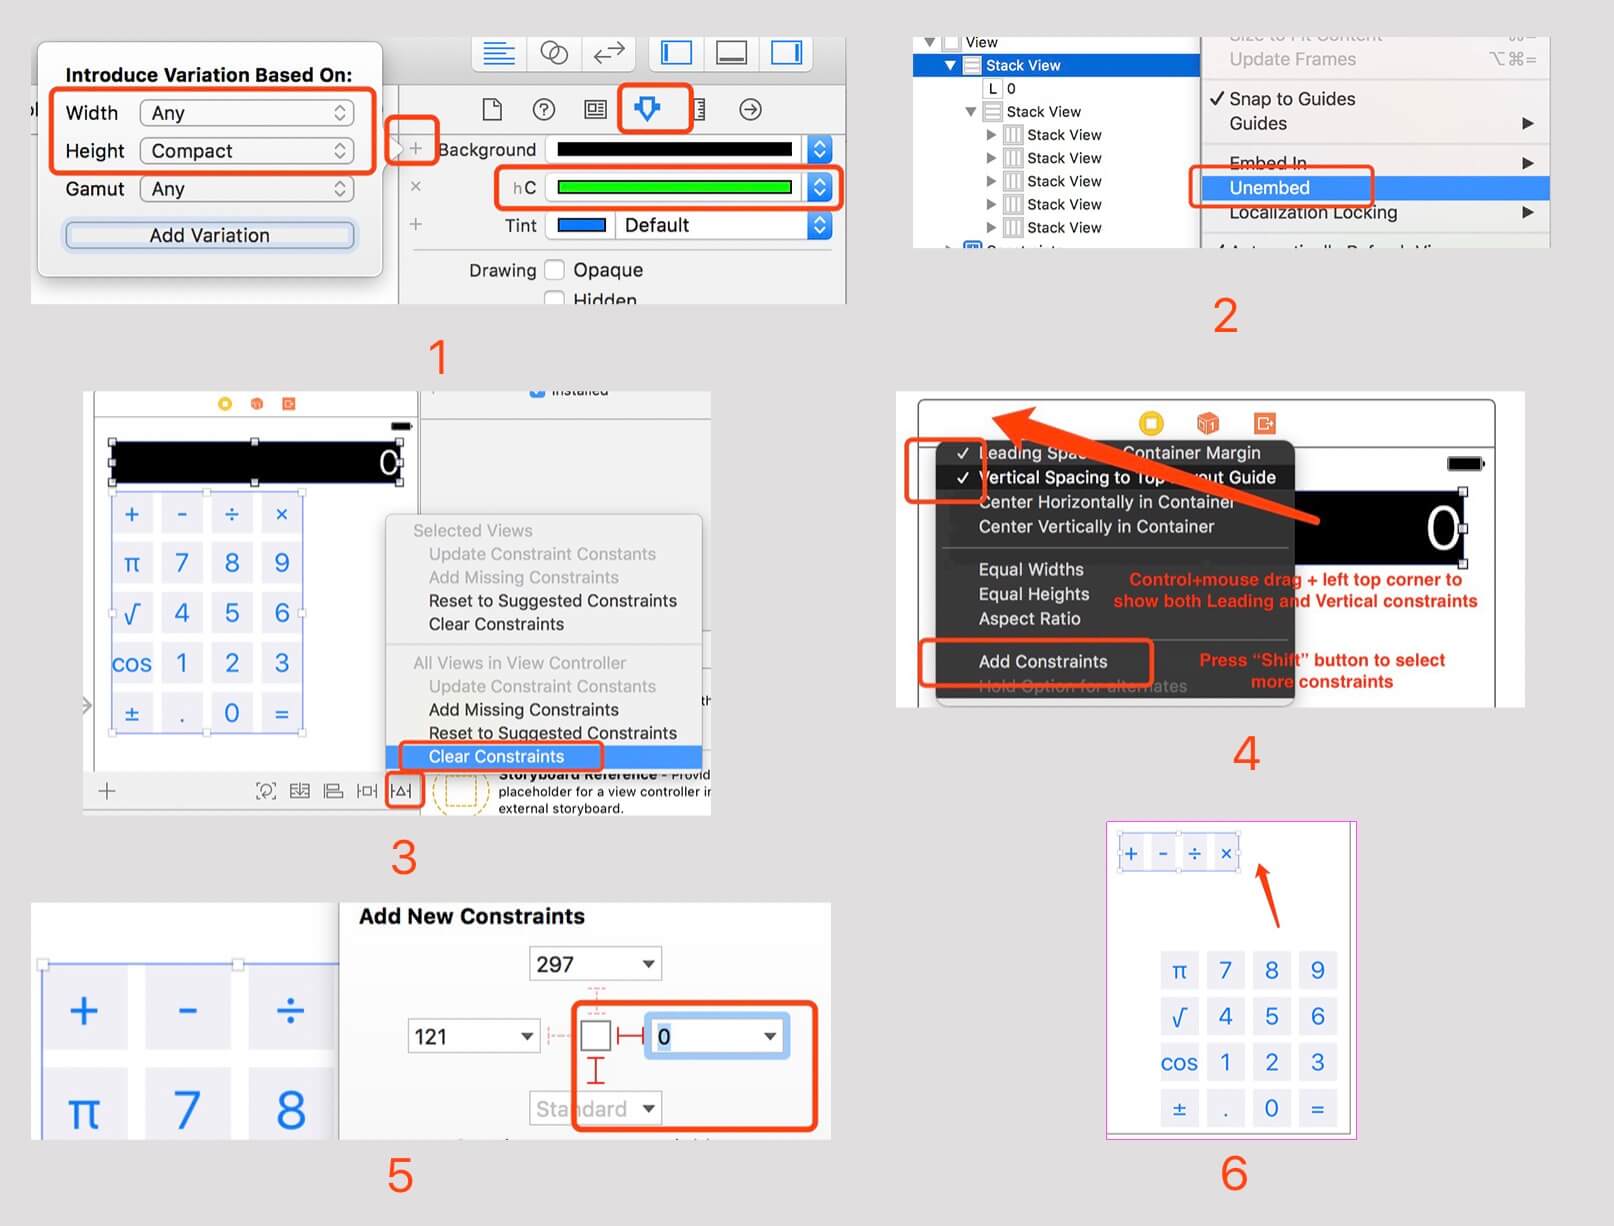 Introduce Variation Based On:
Width Any
Height Compact
Gamut Any
Add Variation
Background
hC
Tint Default
Drawing Opaque
Hidden
1
View
Stack View
L 0
Stack View
Stack View
Stack View
Stack View
Stack View
Stack View
Size to Fit Content
Update Frames ⌥⌘=
✓ Snap to Guides
Guides
Embed In
Unembed
Localization Locking
2
Installed
0
+ - ÷ ×
π 7 8 9
√ 4 5 6
cos 1 2 3
± . 0 =
Selected Views
Update Constraint Constants
Add Missing Constraints
Reset to Suggested Constraints
Clear Constraints
All Views in View Controller
Update Constraint Constants
Add Missing Constraints
Reset to Suggested Constraints
Clear Constraints
Storyboard Reference - Provid
placeholder for a view controller in
external storyboard.
3
✓ Leading Container Margin
✓ Vertical Spacing to Top Guide
Center Horizontally in Container
Center Vertically in Container
Equal Widths
Equal Heights
Aspect Ratio
Add Constraints
Hold Option for alternates
0
Control+mouse drag + left top corner to
show both Leading and Vertical constraints
Press “Shift” button to select
more constraints
4
+ - ÷
π 7 8
Add New Constraints
297
121
0
Standard
5
+ - ÷ ×
π 7 8 9
√ 4 5 6
cos 1 2 3
± . 0 =
6